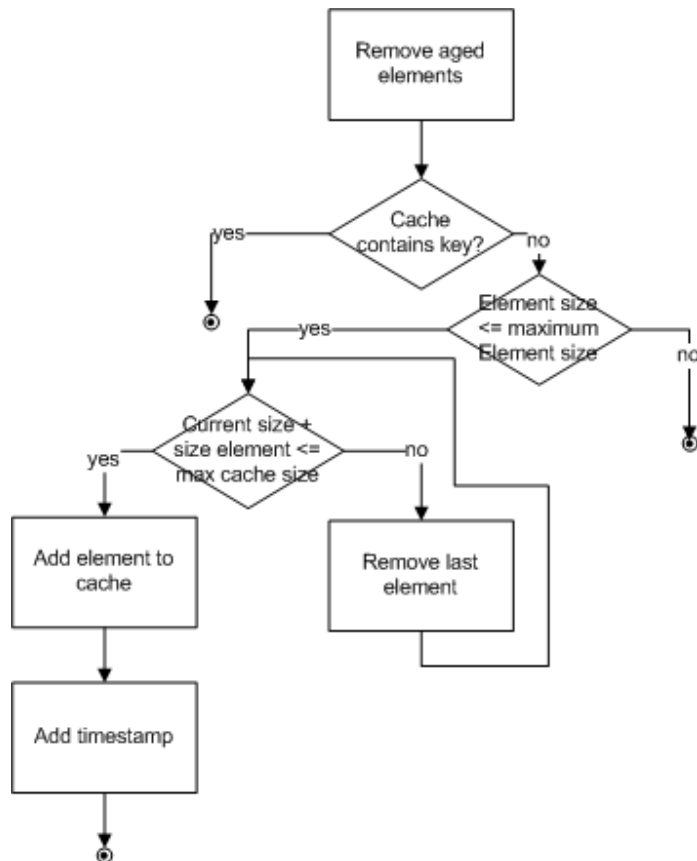 Remove aged
elements
Cache
contains key?
yes
no
Element size
<= maximum
Element size
yes
no
Current size +
size element <=
max cache size
yes
no
Add element to
cache
Remove last
element
Add timestamp